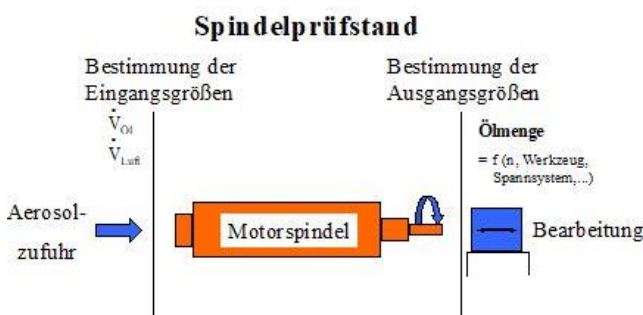 Spindelprüfstand
Bestimmung der
Eingangsgrößen
Bestimmung der
Ausgangsgrößen
V̇Öl
V̇Luft
Ölmenge
= f (n, Werkzeug,
Spannsystem,...)
Aerosol-
zufuhr
Motorspindel
Bearbeitung